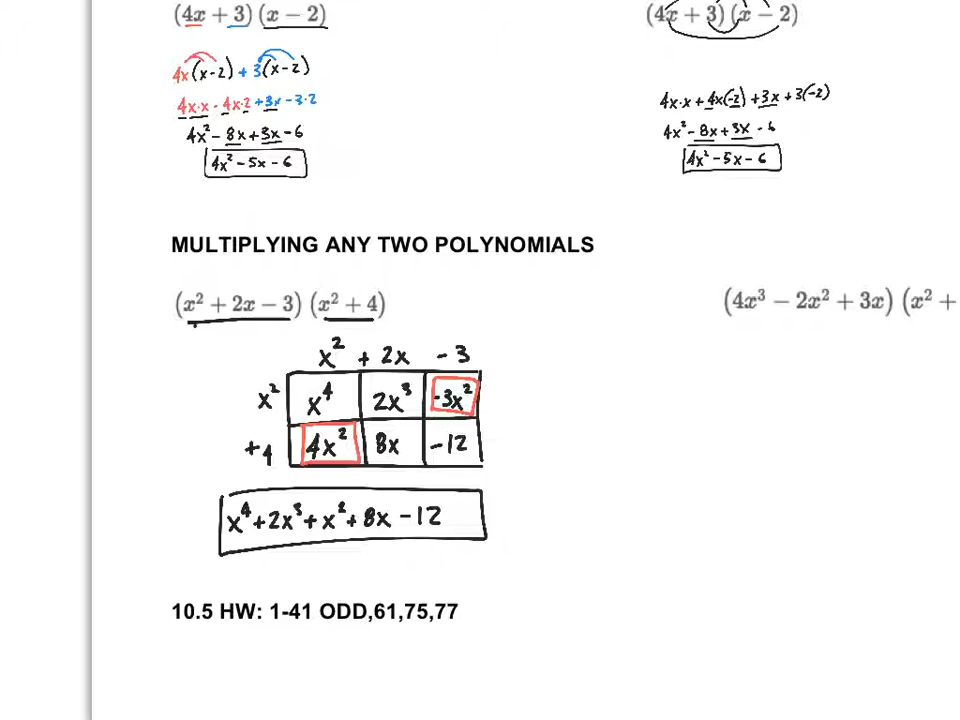 (4x + 3)(x − 2)
4x(x-2) + 3(x-2)
4x·x - 4x·2 + 3x - 3·2
4x² - 8x + 3x - 6
4x² - 5x - 6
(4x + 3)(x − 2)
4x·x + 4x(-2) + 3x + 3(-2)
4x² - 8x + 3x - 6
4x² - 5x - 6
MULTIPLYING ANY TWO POLYNOMIALS
(x² + 2x − 3)(x² + 4)
x² + 2x - 3
x² x⁴ 2x³ -3x²
+4 4x² 8x -12
x⁴ + 2x³ + x² + 8x - 12
(4x³ − 2x² + 3x)(x² +
10.5 HW: 1-41 ODD,61,75,77